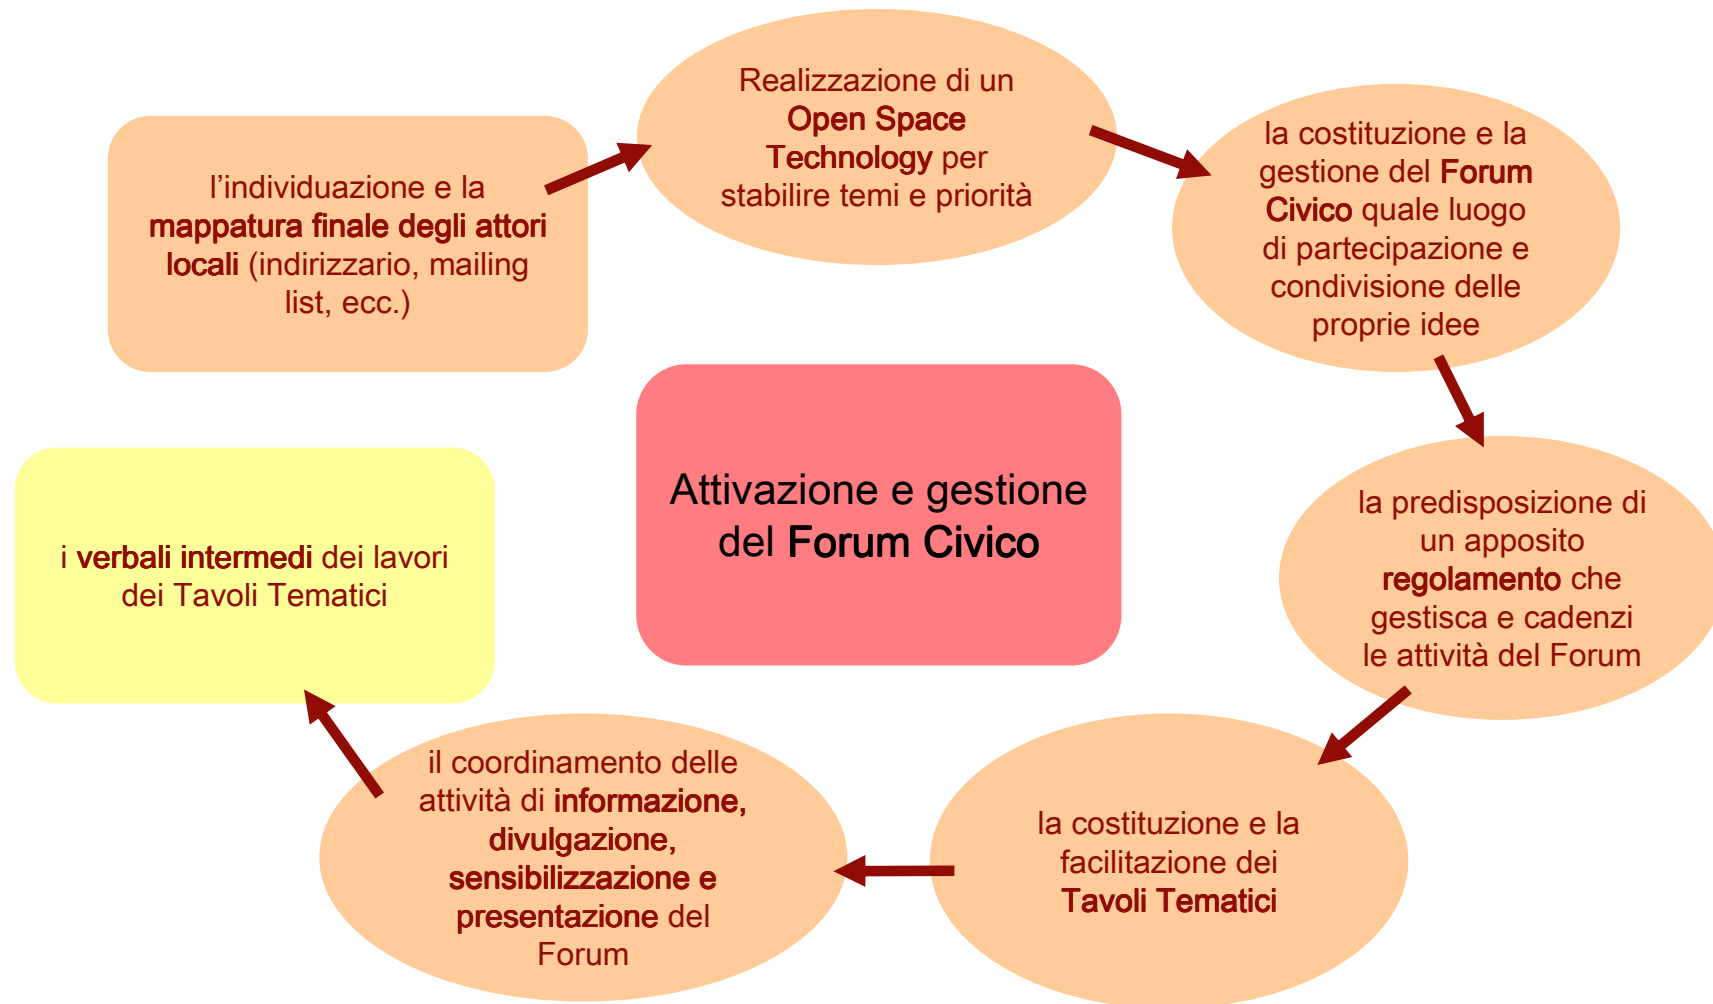 l’individuazione e la
mappatura finale degli attori
locali (indirizzario, mailing
list, ecc.)
Realizzazione di un
Open Space
Technology per
stabilire temi e priorità
la costituzione e la
gestione del Forum
Civico quale luogo
di partecipazione e
condivisione delle
proprie idee
la predisposizione di
un apposito
regolamento che
gestisca e cadenzi
le attività del Forum
la costituzione e la
facilitazione dei
Tavoli Tematici
il coordinamento delle
attività di informazione,
divulgazione,
sensibilizzazione e
presentazione del
Forum
i verbali intermedi dei lavori
dei Tavoli Tematici
Attivazione e gestione
del Forum Civico